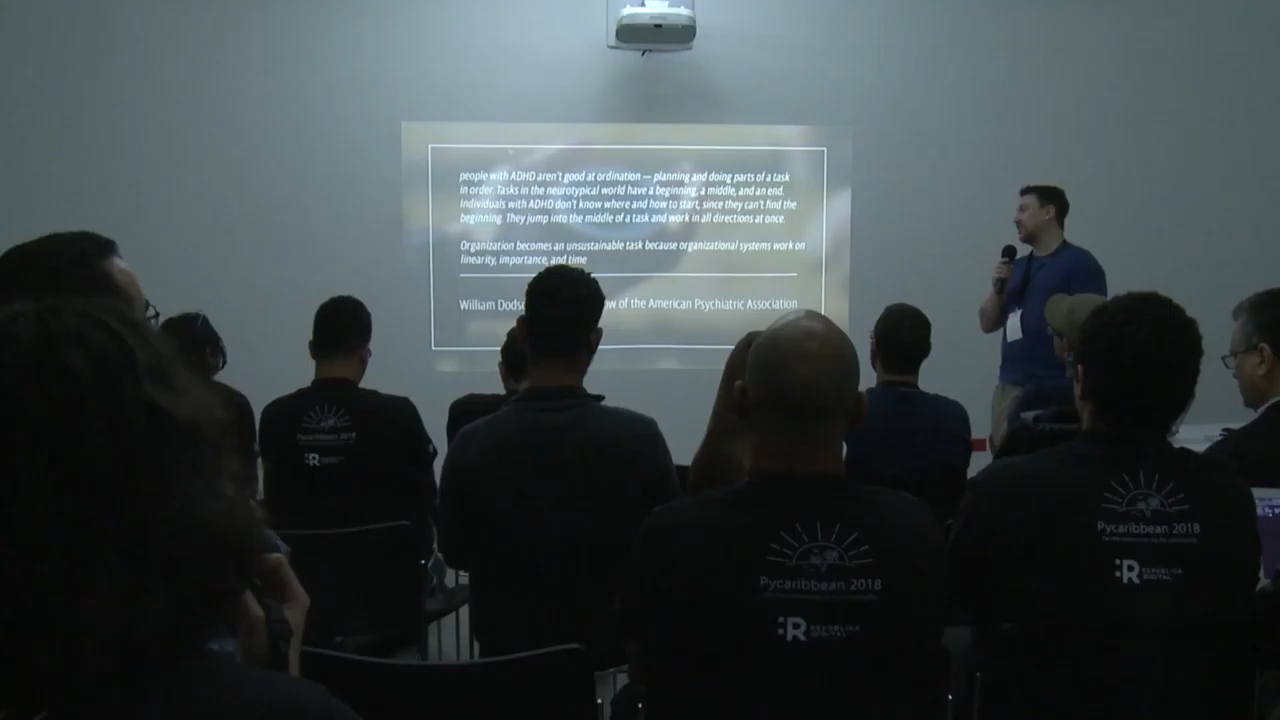 people with ADHD aren't good at ordination — planning and doing parts of a task
in order. Tasks in the neurotypical world have a beginning, a middle, and an end.
Individuals with ADHD don't know where and how to start, since they can't find the
beginning. They jump into the middle of a task and work in all directions at once.
Organization becomes an unsustainable task because organizational systems work on
linearity, importance, and time
William of the American Psychiatric Association
Pycaribbean 2018
:R
Pycaribbean 2018
:R REPUBLICA
DIGITAL
Pycaribbean 2018
:R REPUBLICA
DIGITAL